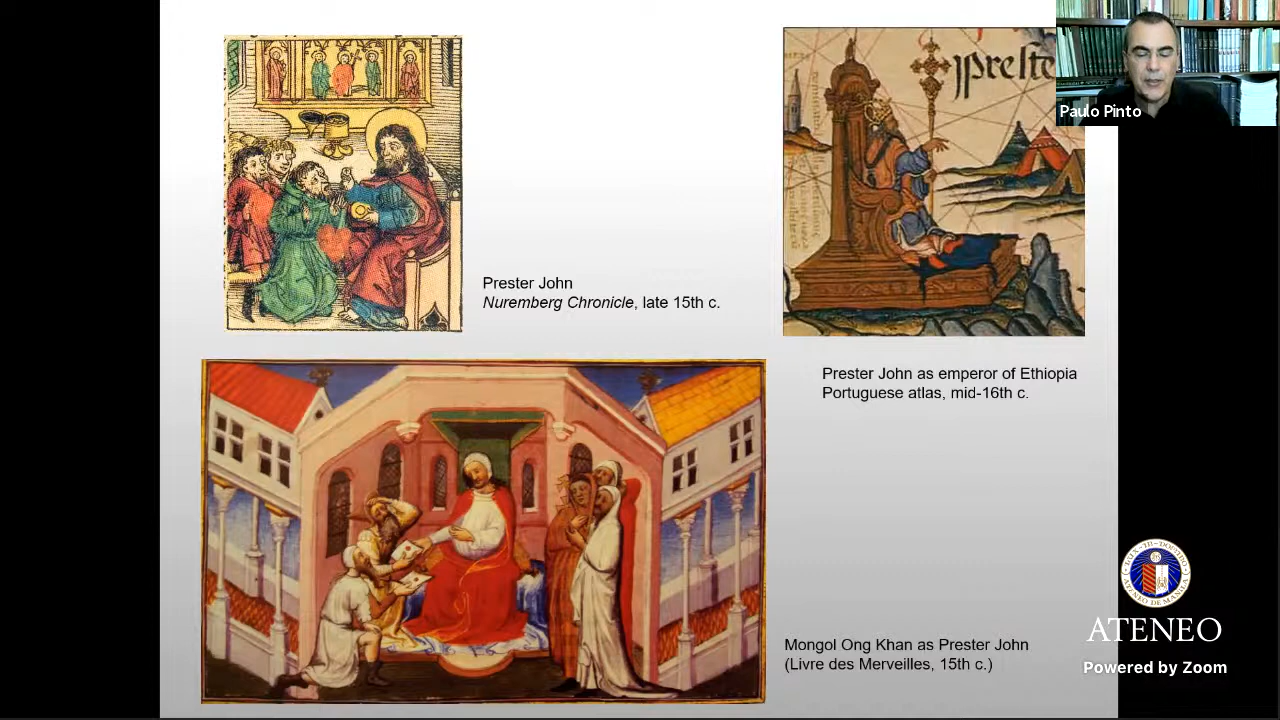 Preste
Paulo Pinto
Prester John
Nuremberg Chronicle, late 15th c.
Prester John as emperor of Ethiopia
Portuguese atlas, mid-16th c.
Mongol Ong Khan as Prester John
(Livre des Merveilles, 15th c.)
ATENEO
Powered by Zoom